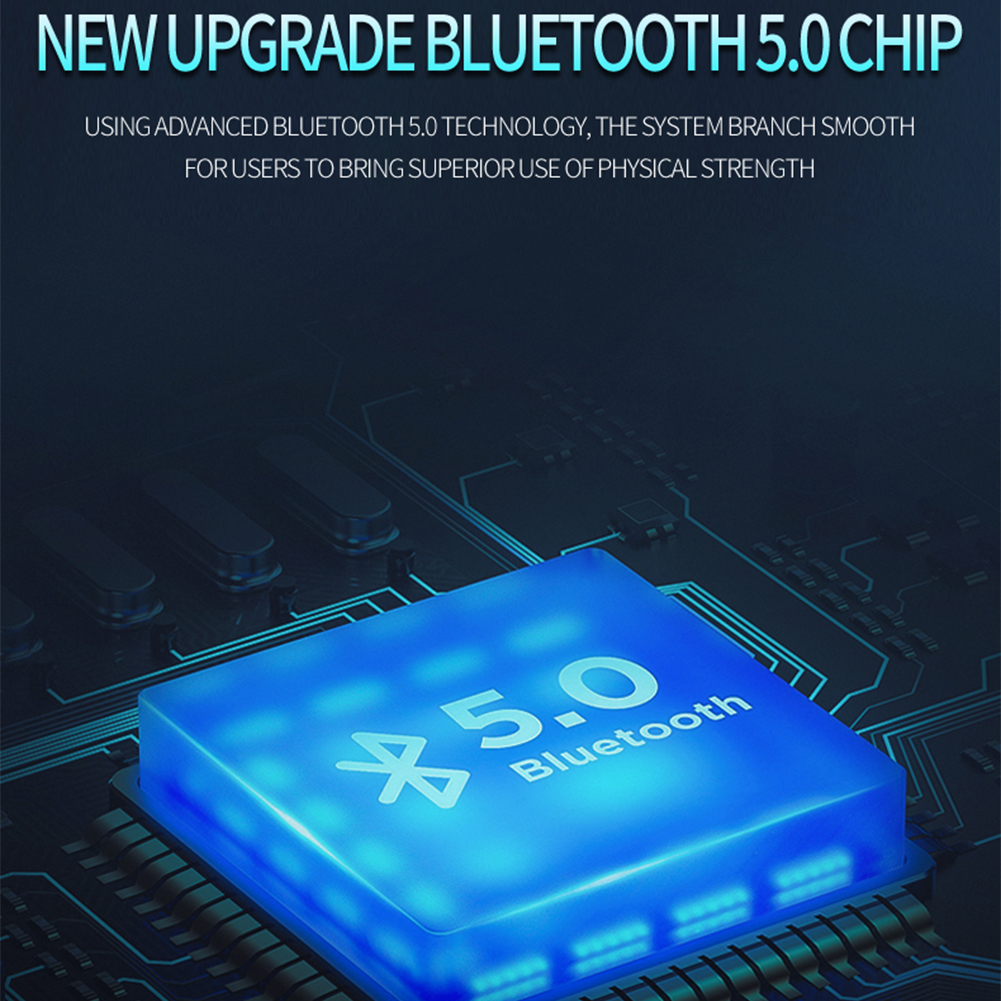 NEW UPGRADE BLUETOOTH 5.0 CHIP
USING ADVANCED BLUETOOTH 5.0 TECHNOLOGY, THE SYSTEM BRANCH SMOOTH
FOR USERS TO BRING SUPERIOR USE OF PHYSICAL STRENGTH
5.0
Bluetooth